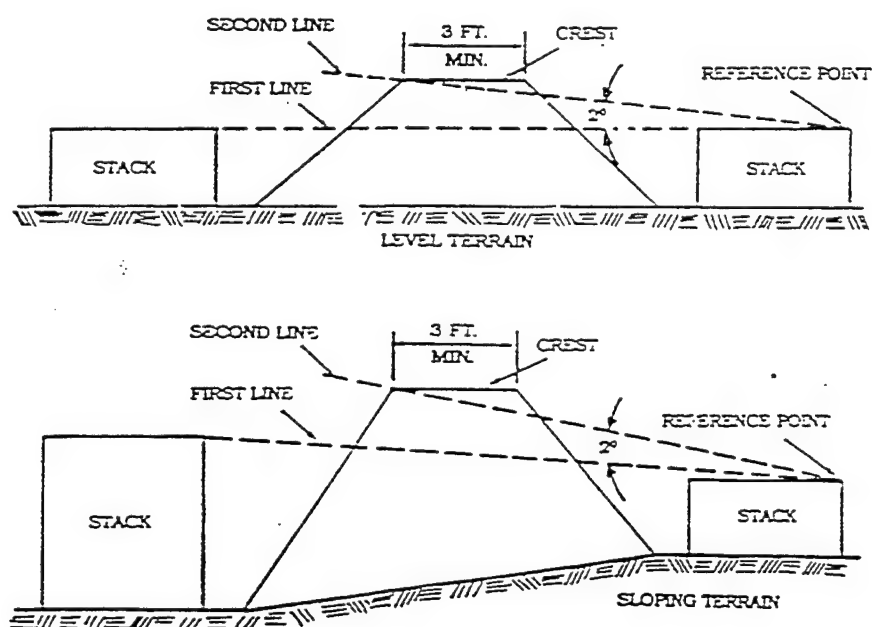 SECOND LINE
3 FT.
MIN.
CREST
FIRST LINE
REFERENCE POINT
2°
STACK
STACK
LEVEL TERRAIN
SECOND LINE
3 FT.
MIN.
CREST
FIRST LINE
REFERENCE POINT
2°
STACK
STACK
SLOPING TERRAIN